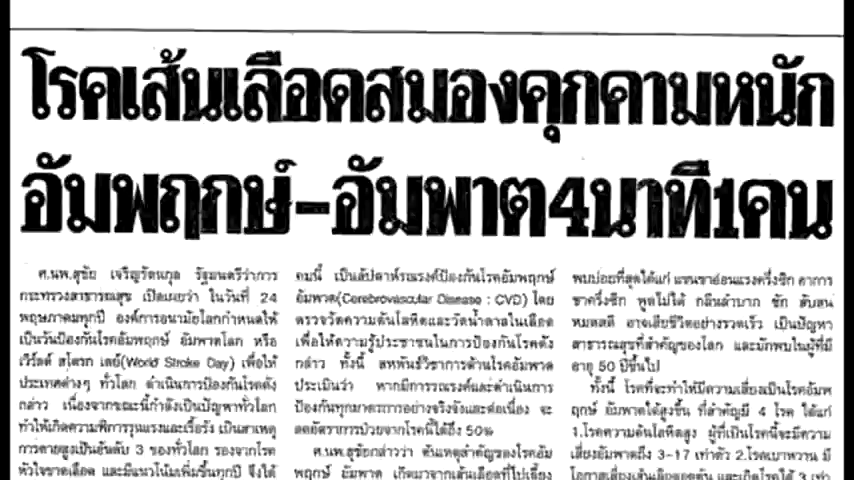 โรคเส้นเลือดสมองคุกคามหนัก
อัมพฤกษ์-อัมพาต4นาที1คน
ศ.นพ.สุชัย เจริญรัตนกุล รัฐมนตรีว่าการ
กระทรวงสาธารณสุข เปิดเผยว่า ในวันที่ 24
พฤษภาคมทุกปี องค์การอนามัยโลกกำหนดให้
เป็นวันป้องกันโรคอัมพฤกษ์ อัมพาตโลก หรือ
เวิร์ลด์ สโตรก เดย์(World Stroke Day) เพื่อให้
ประเทศต่างๆ ทั่วโลก ดำเนินการป้องกันโรคดัง
กล่าว เนื่องจากขณะนี้กำลังเป็นปัญหาทั่วโลก
ทำให้เกิดความพิการรุนแรงและเรื้อรัง เป็นสาเหตุ
การตายสูงเป็นอันดับ 3 ของทั่วโลก รองจากโรค
หัวใจขาดเลือด และมีแนวโน้มเพิ่มขึ้นทุกปี จึงได้
คมนี้ เป็นสัปดาห์รณรงค์ป้องกันโรคอัมพฤกษ์
อัมพาต(Cerebrovascular Disease : CVD) โดย
ตรวจวัดความดันโลหิตและวัดน้ำตาลในเลือด
เพื่อให้ความรู้ประชาชนในการป้องกันโรคดัง
กล่าว ทั้งนี้ สหพันธ์วิชาการด้านโรคอัมพาต
ประเมินว่า หากมีการรณรงค์และดำเนินการ
ป้องกันทุกมาตรการอย่างจริงจังและต่อเนื่อง จะ
ลดอัตราการป่วยจากโรคนี้ได้ถึง 50%
ศ.นพ.สุชัยกล่าวว่า ต้นเหตุสำคัญของโรคอัม
พฤกษ์ อัมพาต เกิดมาจากเส้นเลือดที่ไปเลี้ยง
พบบ่อยที่สุดได้แก่ แขนขาอ่อนแรงครึ่งซีก อาการ
ชาครึ่งซีก พูดไม่ได้ กลืนลำบาก ชัก สับสน
หมดสติ อาจเสียชีวิตอย่างรวดเร็ว เป็นปัญหา
สาธารณสุขที่สำคัญของโลก และมักพบในผู้ที่มี
อายุ 50 ปีขึ้นไป
ทั้งนี้ โรคที่จะทำให้มีความเสี่ยงเป็นโรคอัมพ
ฤกษ์ อัมพาตได้สูงขึ้น ที่สำคัญมี 4 โรค ได้แก่
1.โรคความดันโลหิตสูง ผู้ที่เป็นโรคนี้จะมีความ
เสี่ยงอัมพาตถึง 3-17 เท่าตัว 2.โรคเบาหวาน มี
โอกาสเสี่ยงเส้นเลือดอุดตัน และเกิดโรคได้ 3 เท่า